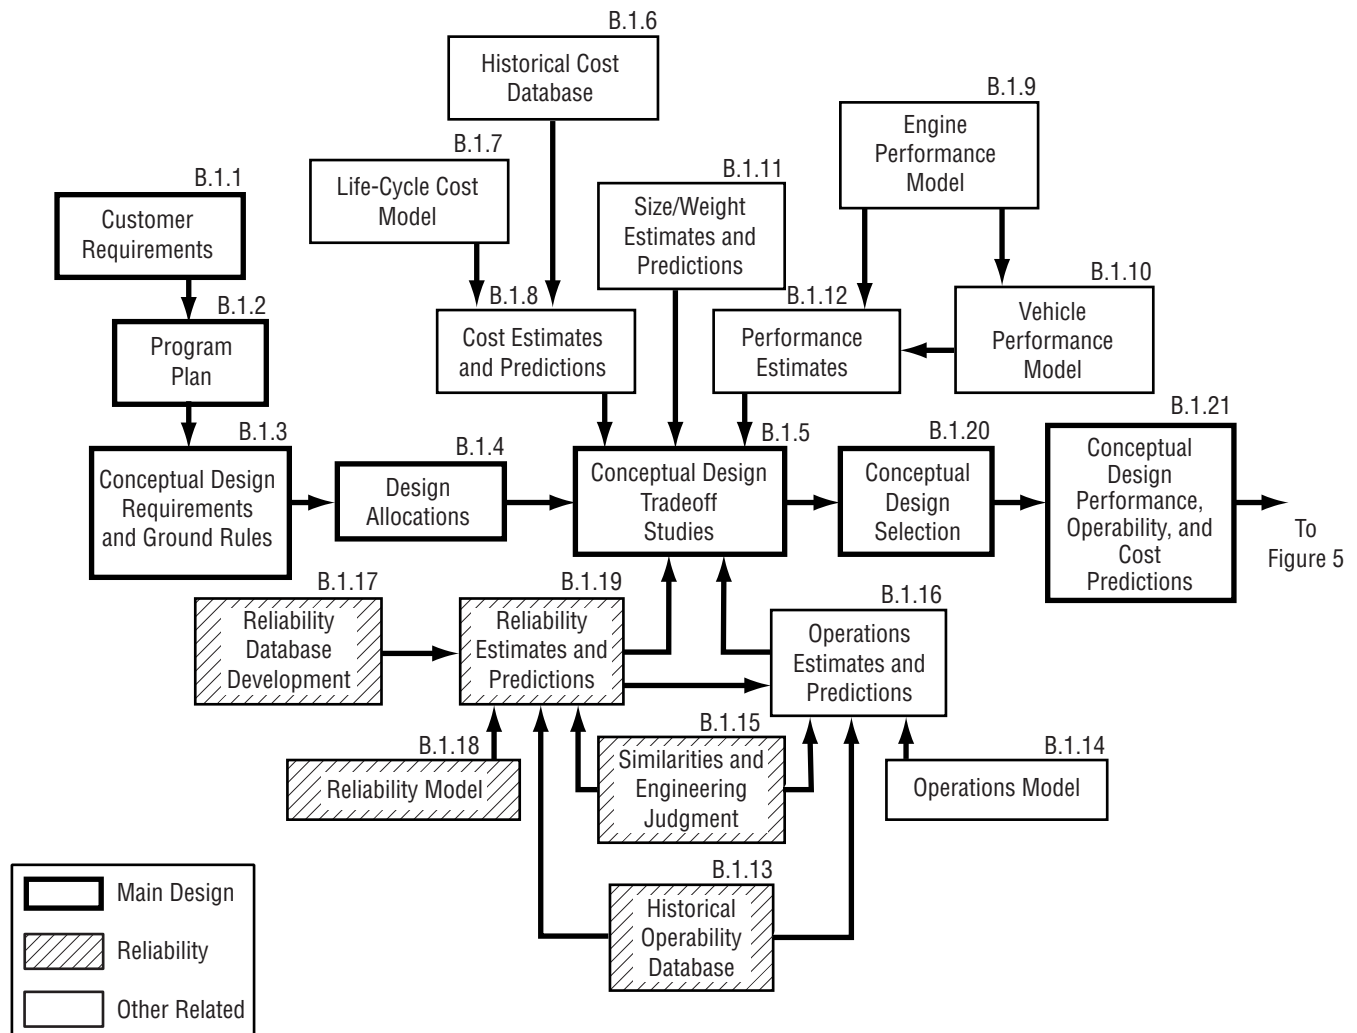 B.1.6
Historical Cost
Database
B.1.9
Engine
Performance
Model
B.1.7
Life-Cycle Cost
Model
B.1.11
Size/Weight
Estimates and
Predictions
B.1.1
Customer
Requirements
B.1.10
Vehicle
Performance
Model
B.1.2
Program
Plan
B.1.8
Cost Estimates
and Predictions
B.1.12
Performance
Estimates
B.1.3
Conceptual Design
Requirements
and Ground Rules
B.1.4
Design
Allocations
B.1.5
Conceptual Design
Tradeoff
Studies
B.1.20
Conceptual
Design
Selection
B.1.21
Conceptual
Design
Performance,
Operability, and
Cost
Predictions
To
Figure 5
B.1.17
Reliability
Database
Development
B.1.19
Reliability
Estimates and
Predictions
B.1.16
Operations
Estimates and
Predictions
B.1.18
Reliability Model
B.1.15
Similarities and
Engineering
Judgment
B.1.14
Operations Model
B.1.13
Historical
Operability
Database
Main Design
Reliability
Other Related